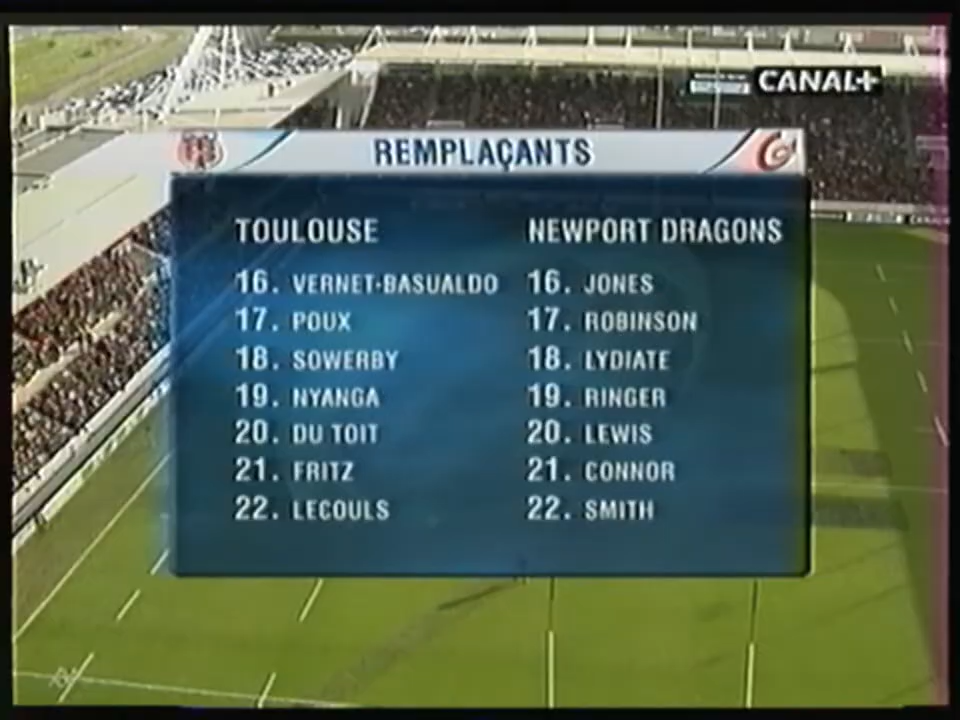 CANAL+
REMPLAÇANTS
TOULOUSE
16. VERNET-BASUALDO
17. POUX
18. SOWERBY
19. NYANGA
20. DU TOIT
21. FRITZ
22. LECOULS
NEWPORT DRAGONS
16. JONES
17. ROBINSON
18. LYDIATE
19. RINGER
20. LEWIS
21. CONNOR
22. SMITH